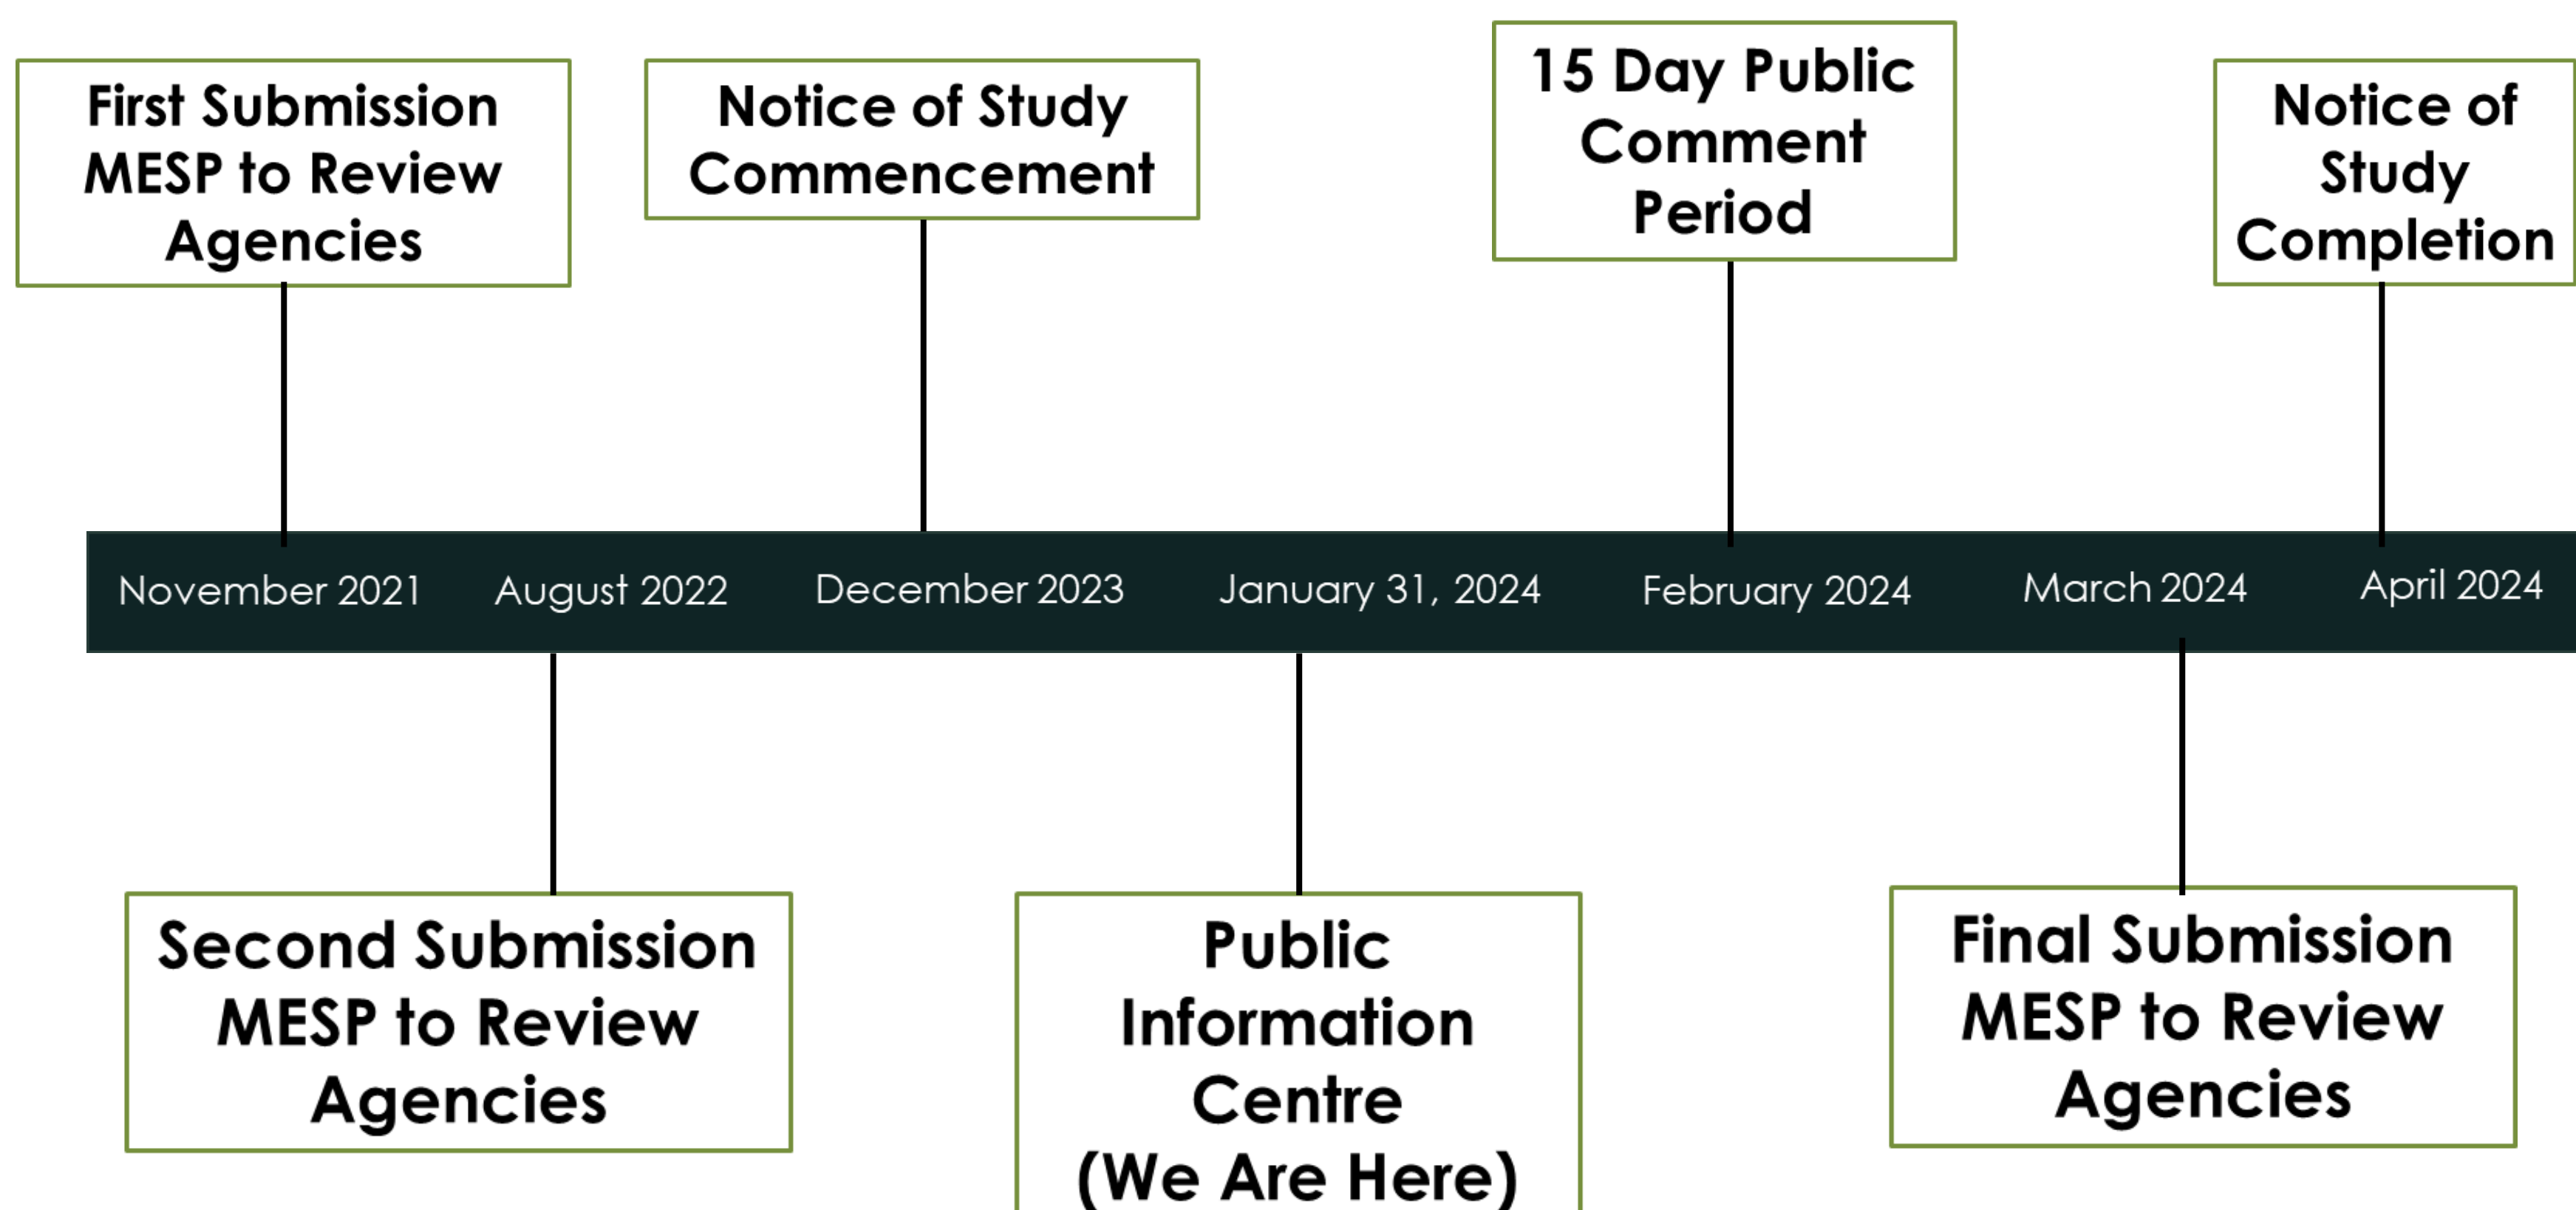 First Submission
MESP to Review
Agencies
Notice of Study
Commencement
15 Day Public
Comment
Period
Notice of
Study
Completion
November 2021
August 2022
December 2023
January 31, 2024
February 2024
March 2024
April 2024
Second Submission
MESP to Review
Agencies
Public
Information
Centre
(We Are Here)
Final Submission
MESP to Review
Agencies